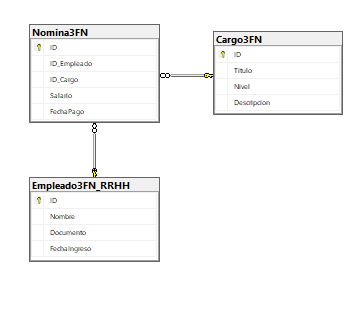 Nomina3FN
ID
ID_Empleado
ID_Cargo
Salario
FechaPago
Cargo3FN
ID
Titulo
Nivel
Descripcion
Empleado3FN_RRHH
ID
Nombre
Documento
FechaIngreso